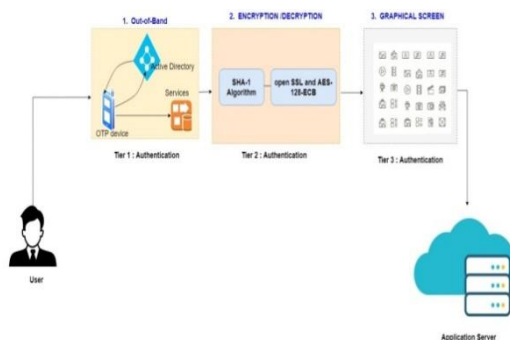 1. Out-of-Band
2. ENCRYPTION /DECRYPTION
3. GRAPHICAL SCREEN
Active Directory
Services
OTP device
SHA-1
Algorithm
open SSL and AES-
128-ECB
Tier 1 : Authentication
Tier 2 : Authentication
Tier 3 : Authentication
User
Application Server